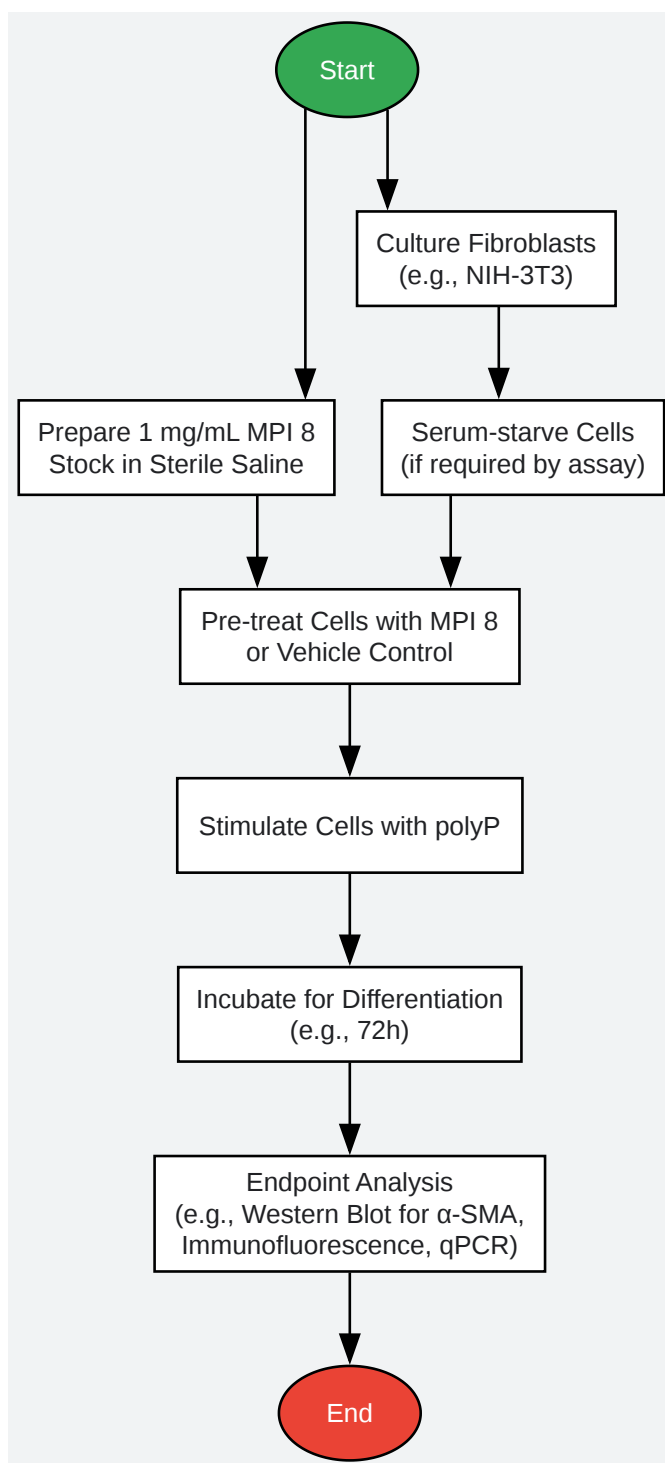 Start
Culture Fibroblasts
(e.g., NIH-3T3)
Prepare 1 mg/mL MPI 8
Stock in Sterile Saline
Serum-starve Cells
(if required by assay)
Pre-treat Cells with MPI 8
or Vehicle Control
Stimulate Cells with polyP
Incubate for Differentiation
(e.g., 72h)
Endpoint Analysis
(e.g., Western Blot for α-SMA,
Immunofluorescence, qPCR)
End